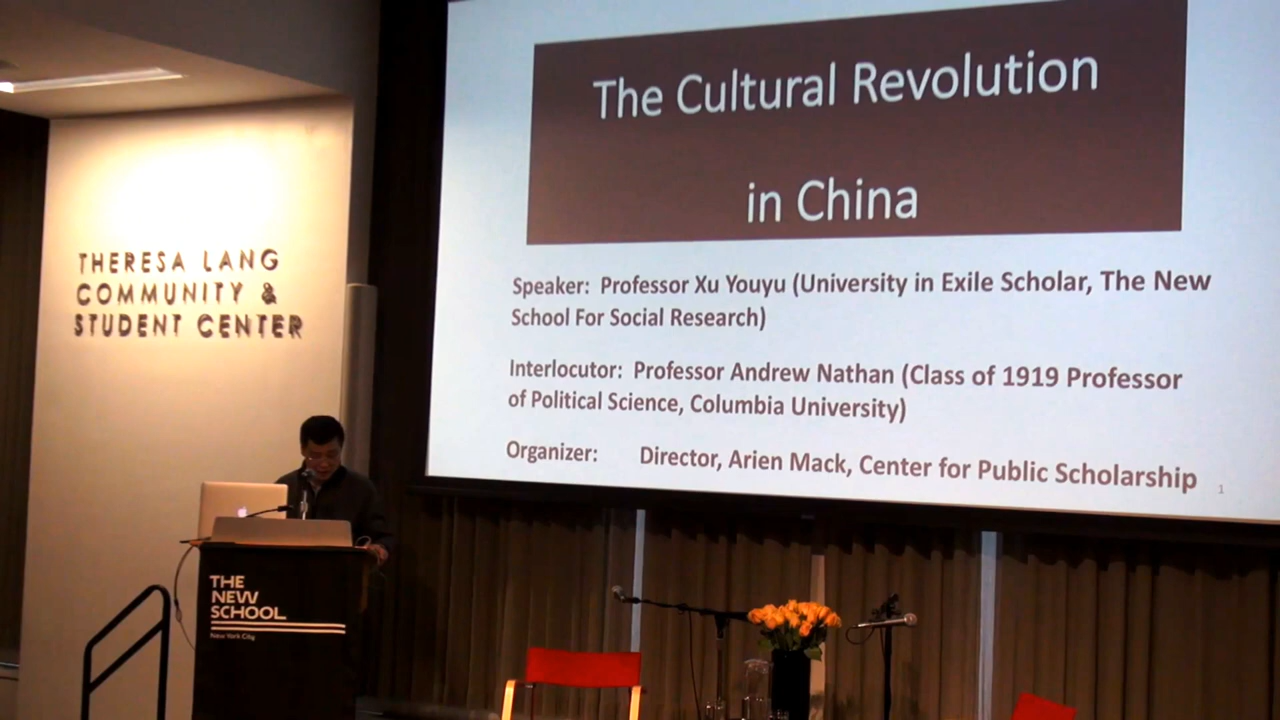 The Cultural Revolution
in China
Speaker: Professor Xu Youyu (University in Exile Scholar, The New
School For Social Research)
Interlocutor: Professor Andrew Nathan (Class of 1919 Professor
of Political Science, Columbia University)
Organizer: Director, Arien Mack, Center for Public Scholarship
1
THERESA LANG
COMMUNITY &
STUDENT CENTER
THE
NEW
SCHOOL
New York City